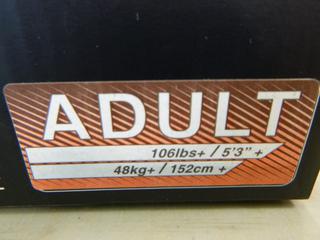 ADULT
106lbs+ / 5'3" +
48kg+ / 152cm +